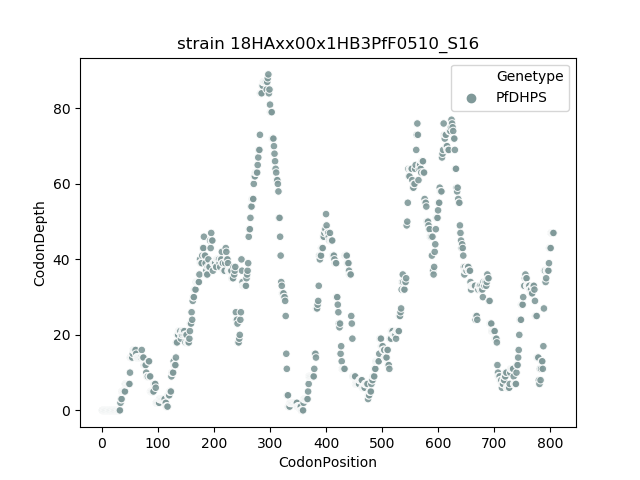 strain 18HAxx00x1HB3PfF0510_S16
Genetype
PfDHPS
80
60
40
20
0
CodonDepth
0 100 200 300 400 500 600 700 800
CodonPosition